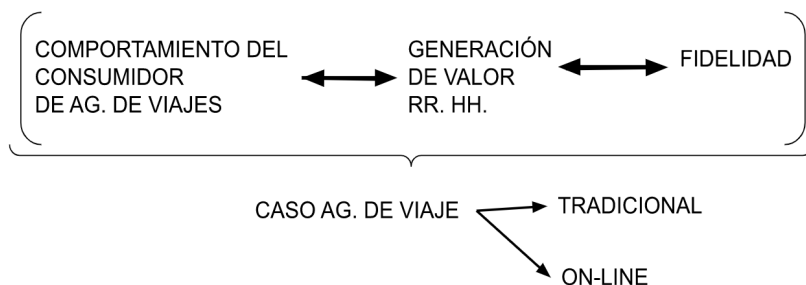 COMPORTAMIENTO DEL
CONSUMIDOR
DE AG. DE VIAJES
GENERACIÓN
DE VALOR
RR. HH.
FIDELIDAD
CASO AG. DE VIAJE
TRADICIONAL
ON-LINE